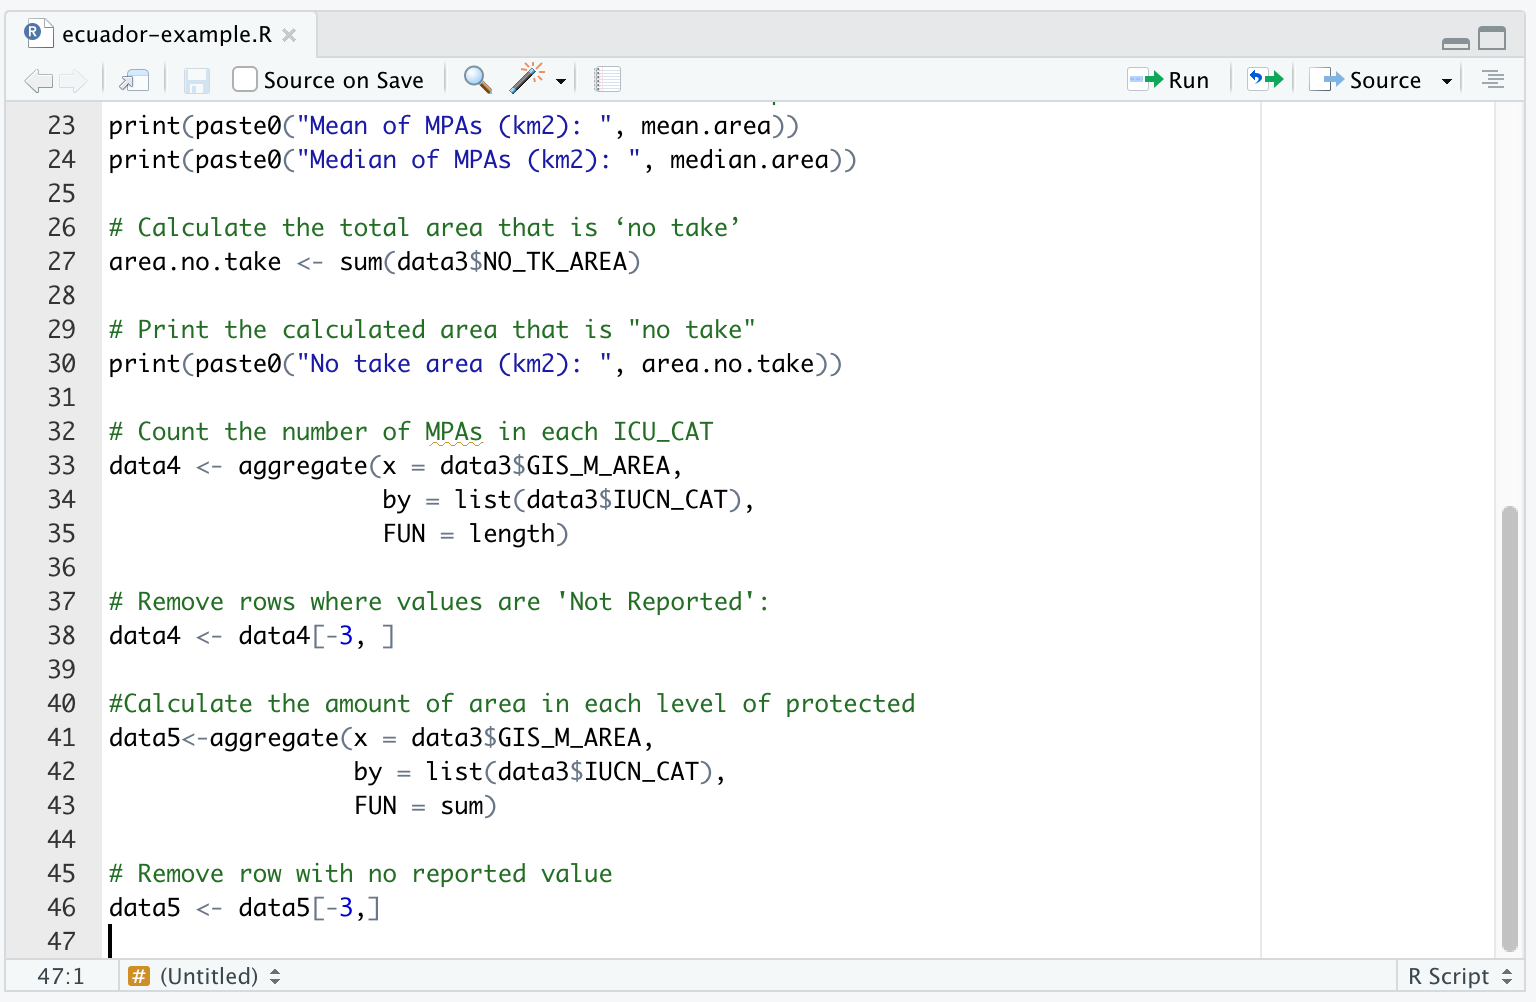 ecuador-example.R
Source on Save
Run
Source
23 print(paste0("Mean of MPAs (km2): ", mean.area))
24 print(paste0("Median of MPAs (km2): ", median.area))
25
26 # Calculate the total area that is ‘no take’
27 area.no.take <- sum(data3$NO_TK_AREA)
28
29 # Print the calculated area that is "no take"
30 print(paste0("No take area (km2): ", area.no.take))
31
32 # Count the number of MPAs in each ICU_CAT
33 data4 <- aggregate(x = data3$GIS_M_AREA,
34                    by = list(data3$IUCN_CAT),
35                    FUN = length)
36
37 # Remove rows where values are 'Not Reported':
38 data4 <- data4[-3, ]
39
40 #Calculate the amount of area in each level of protected
41 data5<-aggregate(x = data3$GIS_M_AREA,
42                  by = list(data3$IUCN_CAT),
43                  FUN = sum)
44
45 # Remove row with no reported value
46 data5 <- data5[-3,]
47
47:1 # (Untitled)
R Script